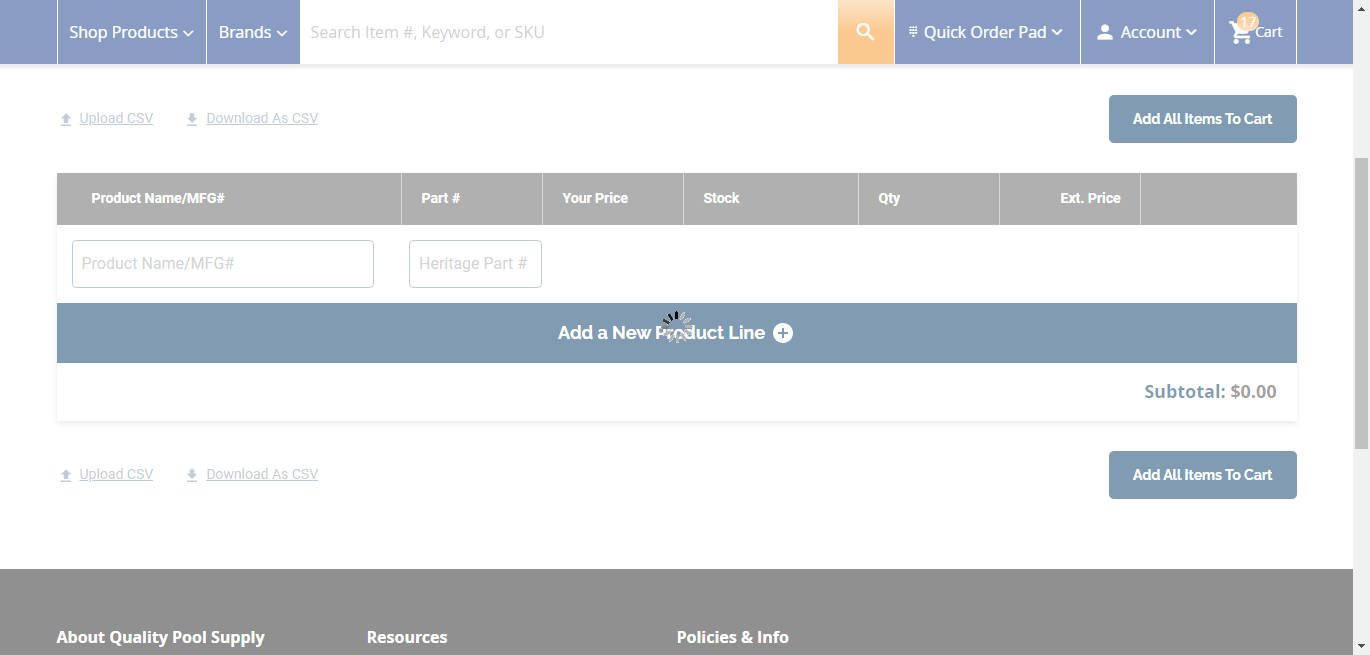 Shop Products
Brands
Search Item #, Keyword, or SKU
Quick Order Pad
Account
17
Cart
Upload CSV
Download As CSV
Add All Items To Cart
Product Name/MFG#
Part #
Your Price
Stock
Qty
Ext. Price
Product Name/MFG#
Heritage Part #
Add a New Product Line
Subtotal: $0.00
Upload CSV
Download As CSV
Add All Items To Cart
About Quality Pool Supply
Resources
Policies & Info